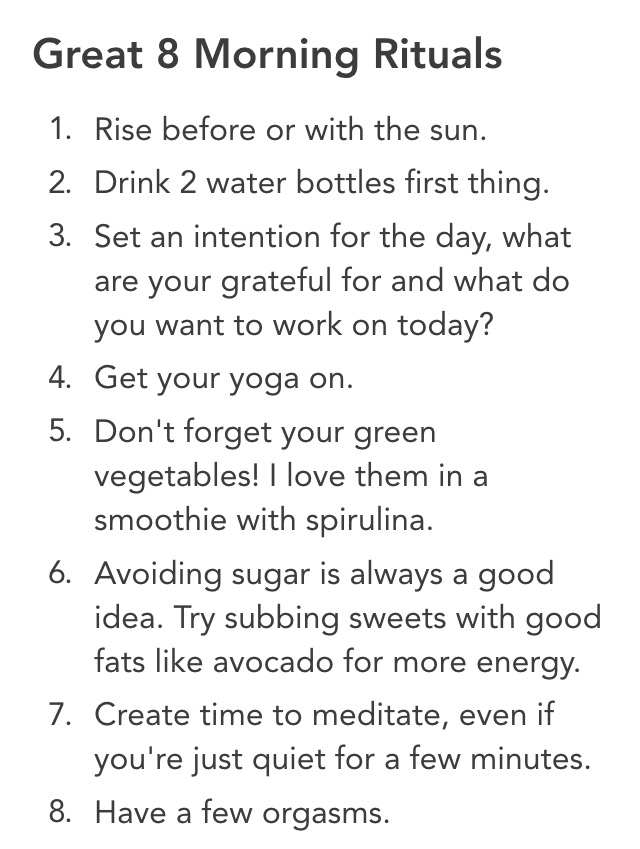 Great 8 Morning Rituals
1. Rise before or with the sun.
2. Drink 2 water bottles first thing.
3. Set an intention for the day, what
are your grateful for and what do
you want to work on today?
4. Get your yoga on.
5. Don't forget your green
vegetables! I love them in a
smoothie with spirulina.
6. Avoiding sugar is always a good
idea. Try subbing sweets with good
fats like avocado for more energy.
7. Create time to meditate, even if
you're just quiet for a few minutes.
8. Have a few orgasms.